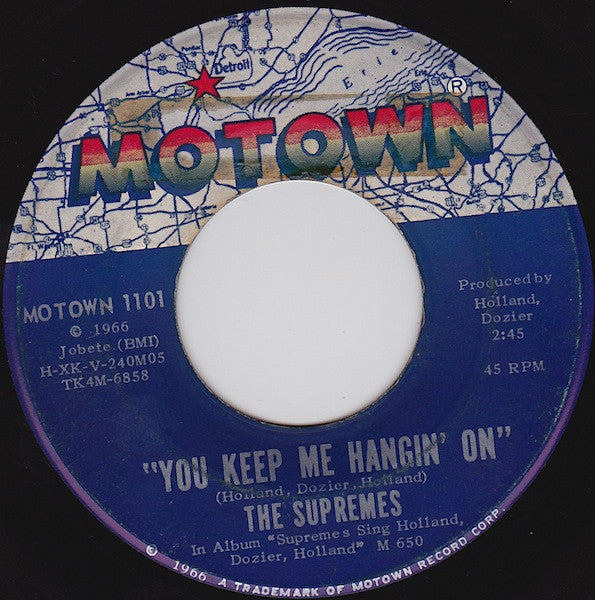 Detroit
Erie
MOTOWN®
MOTOWN 1101
© 1966
Jobete (BMI)
H-XK-V-240M05
TK4M-6858
Produced by
Holland,
Dozier
2:45
45 RPM
"YOU KEEP ME HANGIN' ON"
(Holland, Dozier, Holland)
THE SUPREMES
In Album "Supremes Sing Holland,
Dozier, Holland" M 650
© 1966 A TRADEMARK OF MOTOWN RECORD CORP.